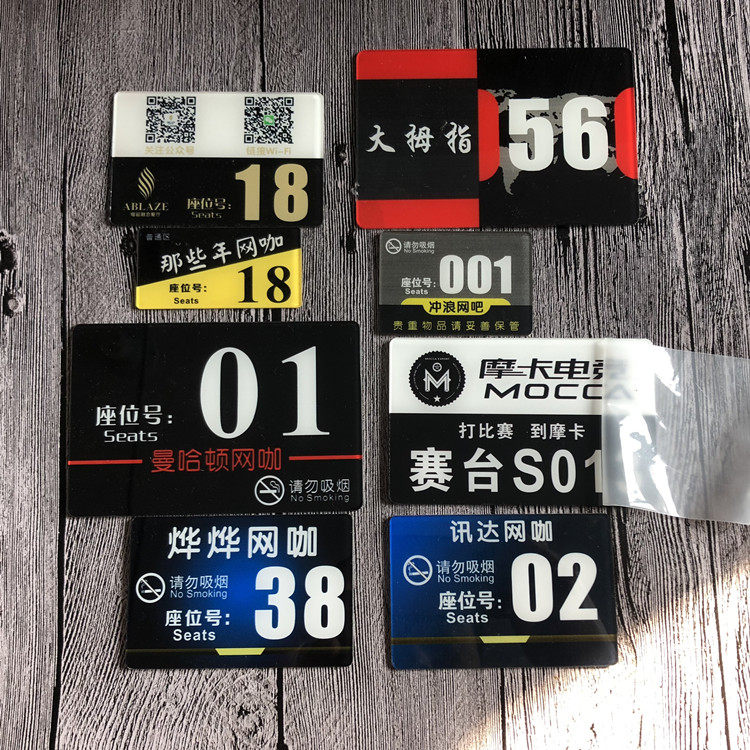 关注公众号
链接Wi-Fi
ABLAZE
座位号:
Seats
18
大拇指
56
普通区
那些年网咖
座位号:
Seats
18
请勿吸烟
No Smoking
座位号:
Seats
001
冲浪网吧
贵重物品请妥善保管
座位号:
Seats
01
曼哈顿网咖
请勿吸烟
No Smoking
M
摩卡电竞
MOCCA
打比赛 到摩卡
赛台S01
烨烨网咖
请勿吸烟
No Smoking
座位号:
Seats
38
讯达网咖
请勿吸烟
No Smoking
座位号:
Seats
02